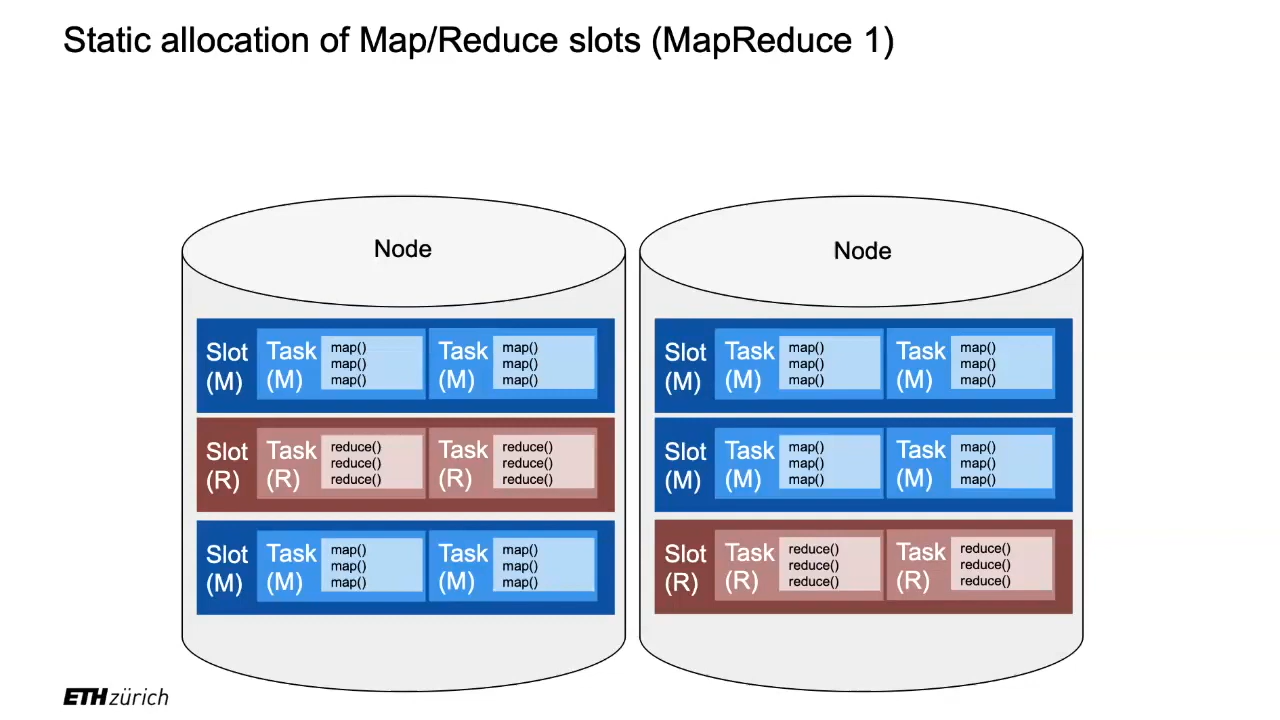 Static allocation of Map/Reduce slots (MapReduce 1)
Node
Slot
(M)
Task
(M)
map()
map()
map()
Task
(M)
map()
map()
map()
Slot
(R)
Task
(R)
reduce()
reduce()
reduce()
Task
(R)
reduce()
reduce()
reduce()
Slot
(M)
Task
(M)
map()
map()
map()
Task
(M)
map()
map()
map()
Node
Slot
(M)
Task
(M)
map()
map()
map()
Task
(M)
map()
map()
map()
Slot
(M)
Task
(M)
map()
map()
map()
Task
(M)
map()
map()
map()
Slot
(R)
Task
(R)
reduce()
reduce()
reduce()
Task
(R)
reduce()
reduce()
reduce()
ETH zürich